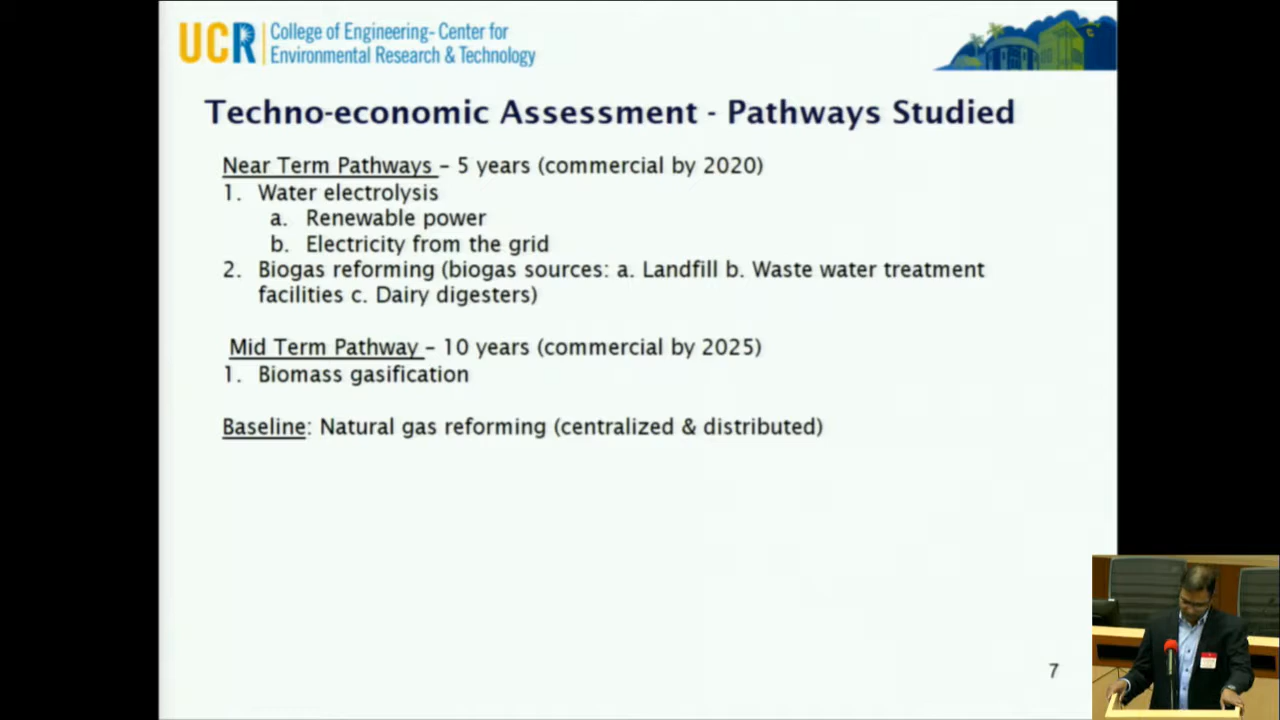 UCR College of Engineering- Center for
Environmental Research & Technology
Techno-economic Assessment - Pathways Studied
Near Term Pathways – 5 years (commercial by 2020)
1. Water electrolysis
a. Renewable power
b. Electricity from the grid
2. Biogas reforming (biogas sources: a. Landfill b. Waste water treatment
facilities c. Dairy digesters)
Mid Term Pathway – 10 years (commercial by 2025)
1. Biomass gasification
Baseline: Natural gas reforming (centralized & distributed)
7